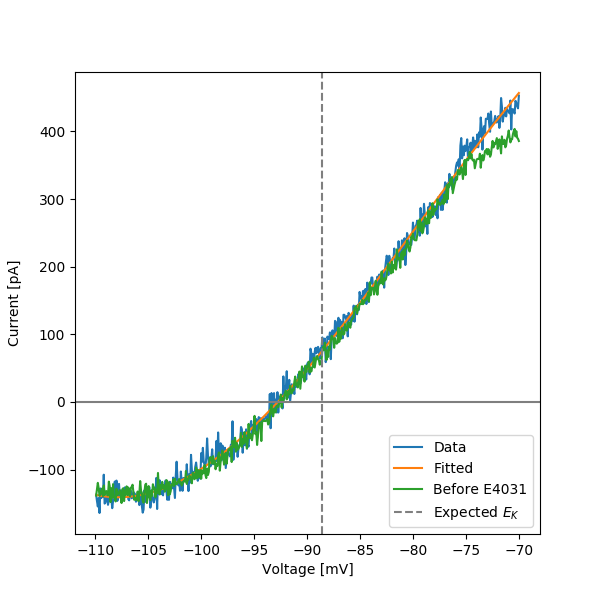 400
300
200
100
0
−100
Current [pA]
Data
Fitted
Before E4031
Expected E_K
−110 −105 −100 −95 −90 −85 −80 −75 −70
Voltage [mV]